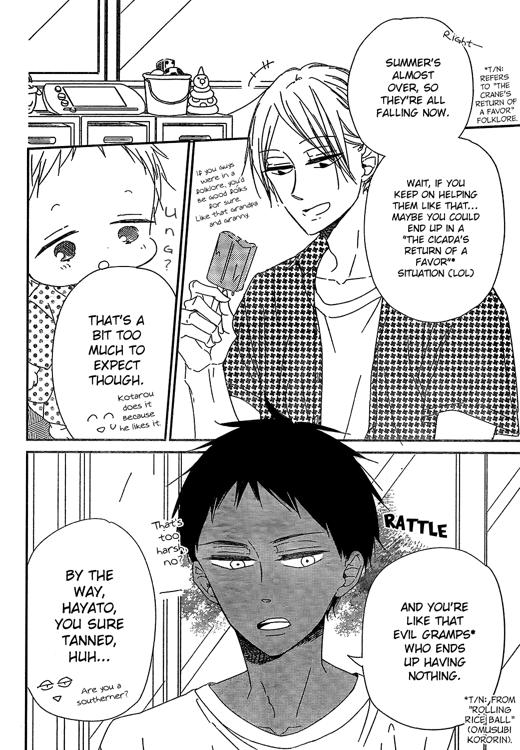 Right—
SUMMER'S
ALMOST
OVER, SO
THEY'RE ALL
FALLING NOW.
*T/N:
REFERS
TO "THE
CRANE'S
RETURN OF
A FAVOR"
FOLKLORE.
WAIT, IF YOU
KEEP ON HELPING
THEM LIKE THAT...
MAYBE YOU COULD
END UP IN A
"THE CICADA'S
RETURN OF A
FAVOR"*
SITUATION (LOL)
If you guys
were in a
folklore, you'd
be good folks
for sure.
Like that grandpa
and granny.
Ung?
THAT'S A
BIT TOO
MUCH TO
EXPECT
THOUGH.
Kotarou
does it
because
he likes it.
RATTLE
AND YOU'RE
LIKE THAT
EVIL GRAMPS*
WHO ENDS
UP HAVING
NOTHING.
*T/N: FROM
"ROLLING
RICE BALL"
(OMUSUBI
KORORIN).
That's
too
harsh,
no?
BY THE
WAY,
HAYATO,
YOU SURE
TANNED,
HUH...
Are you a
southerner?